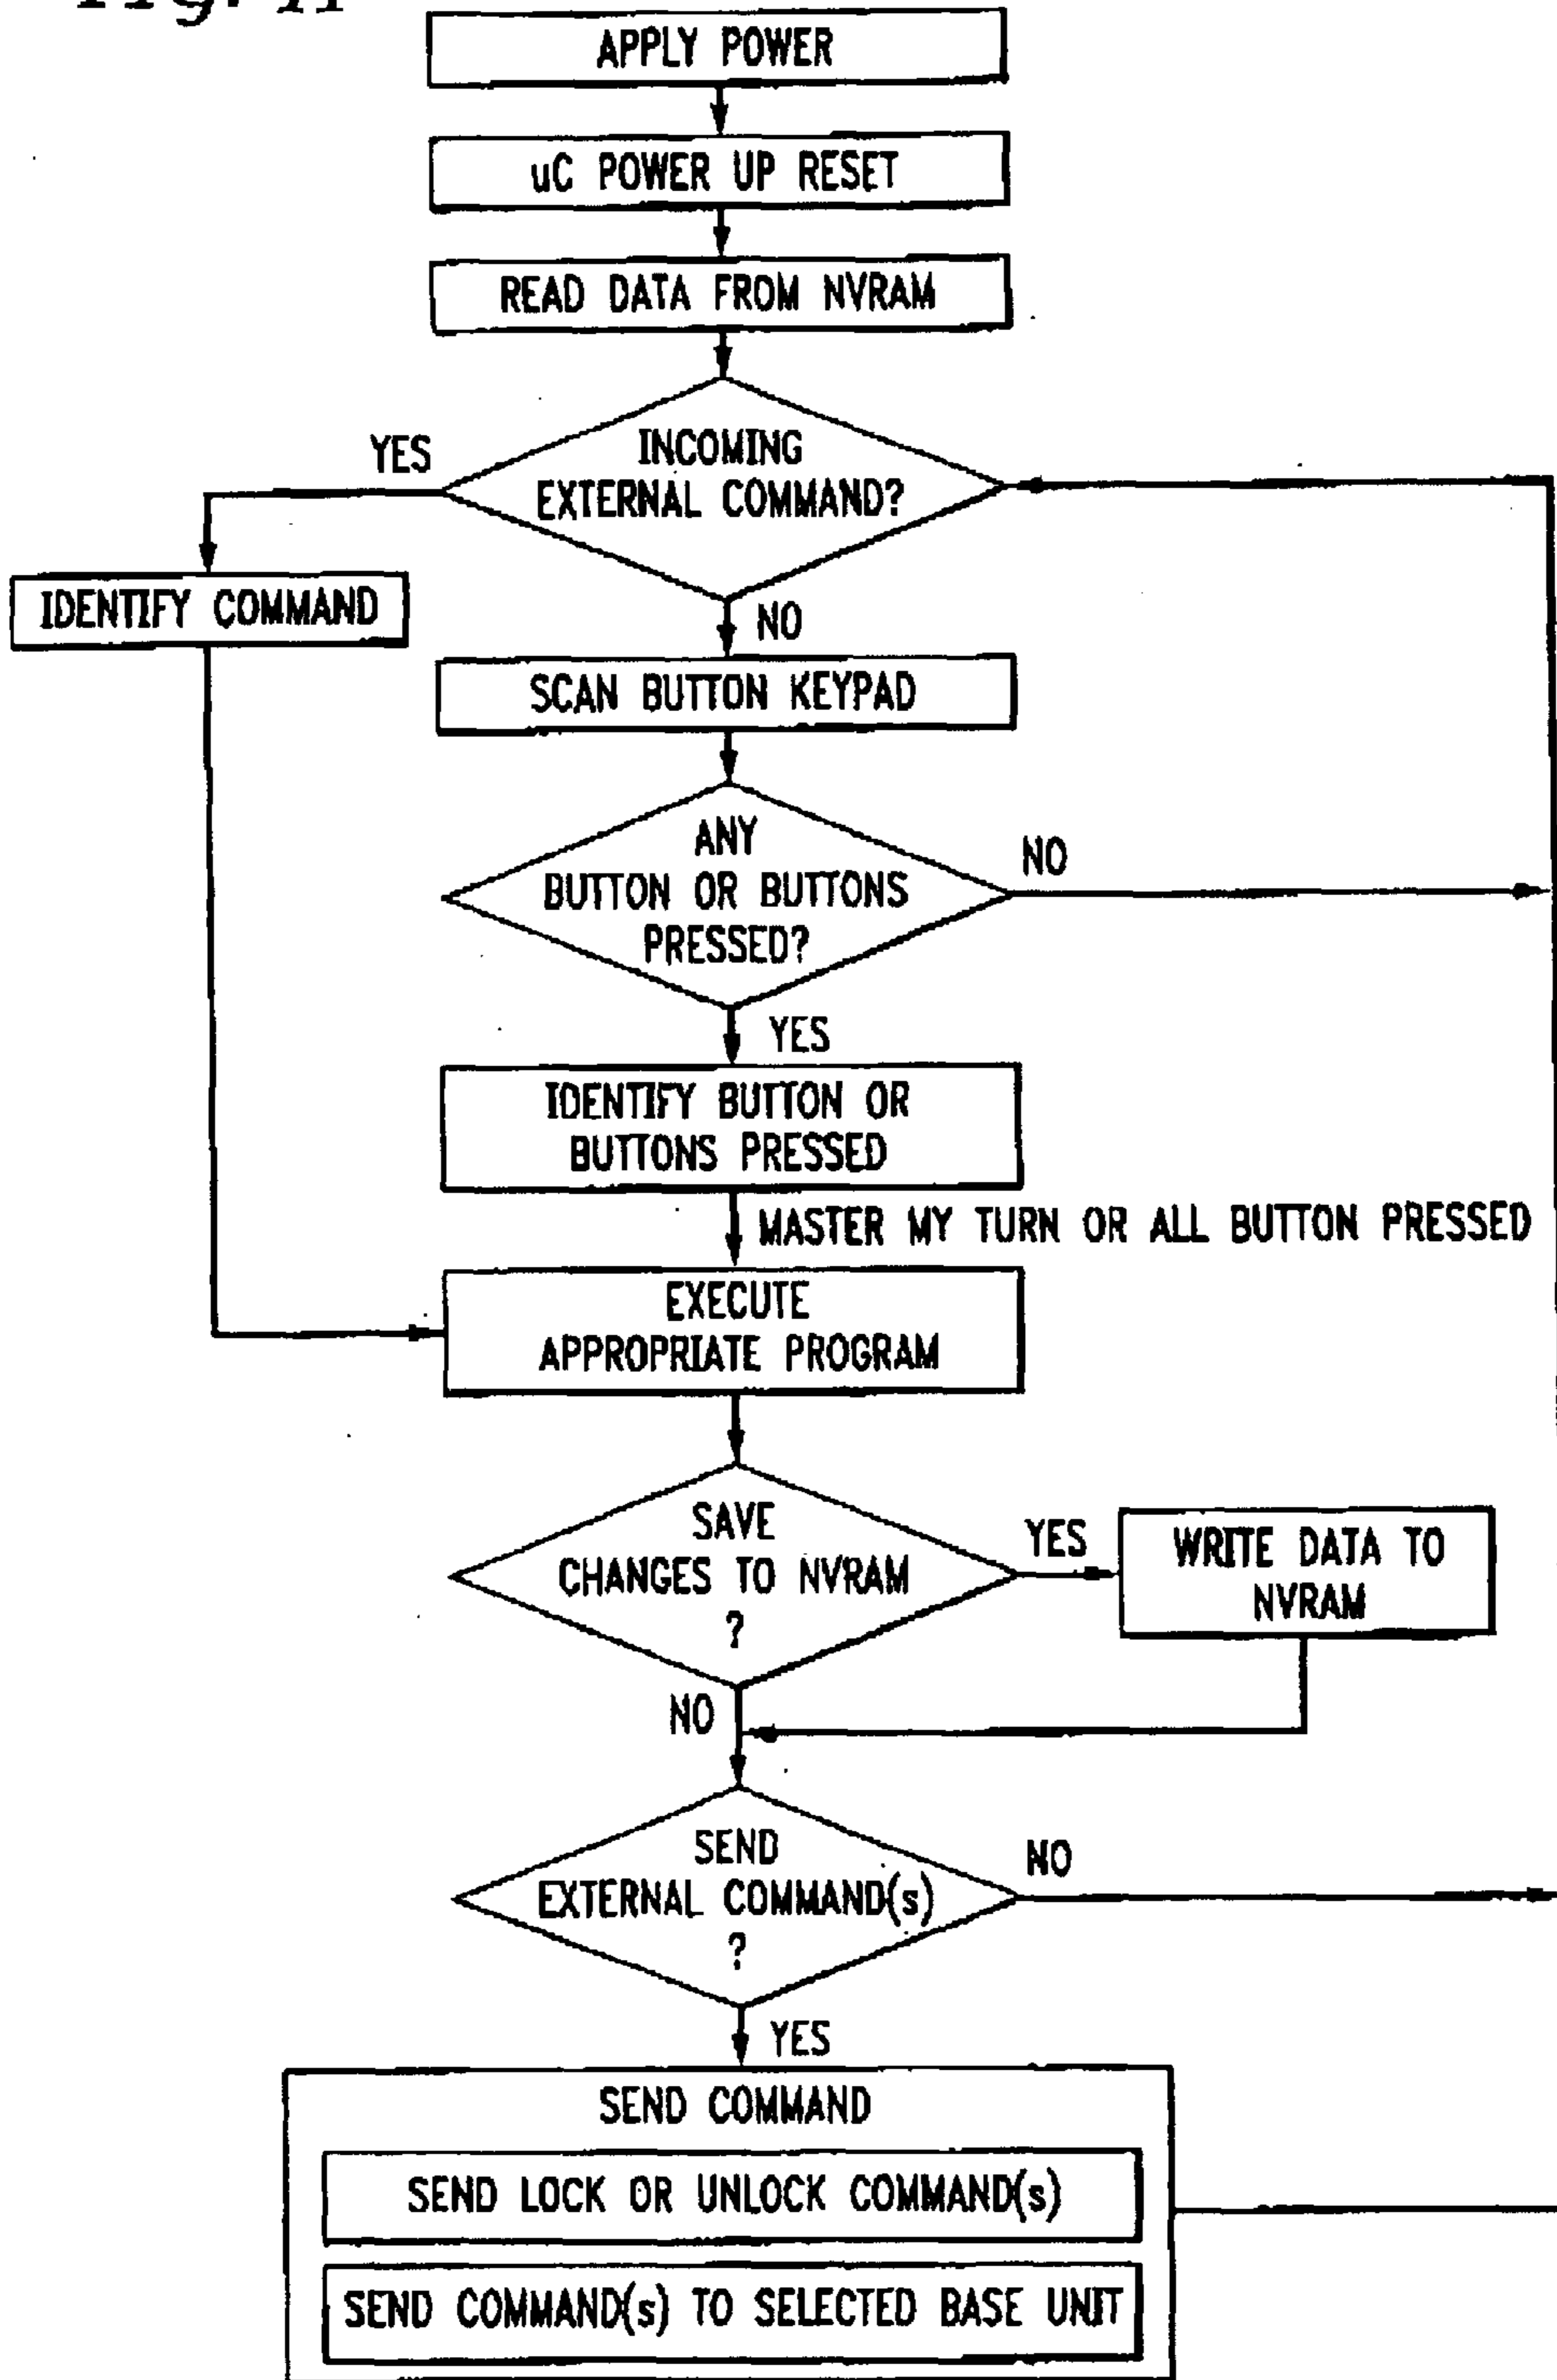 APPLY POWER
uC POWER UP RESET
READ DATA FROM NVRAM
INCOMING
EXTERNAL COMMAND?
YES
IDENTIFY COMMAND
NO
SCAN BUTTON KEYPAD
ANY
BUTTON OR BUTTONS
PRESSED?
NO
YES
IDENTIFY BUTTON OR
BUTTONS PRESSED
MASTER MY TURN OR ALL BUTTON PRESSED
EXECUTE
APPROPRIATE PROGRAM
SAVE
CHANGES TO NVRAM
?
YES
WRITE DATA TO
NVRAM
NO
SEND
EXTERNAL COMMAND(s)
?
NO
YES
SEND COMMAND
SEND LOCK OR UNLOCK COMMAND(s)
SEND COMMAND(s) TO SELECTED BASE UNIT